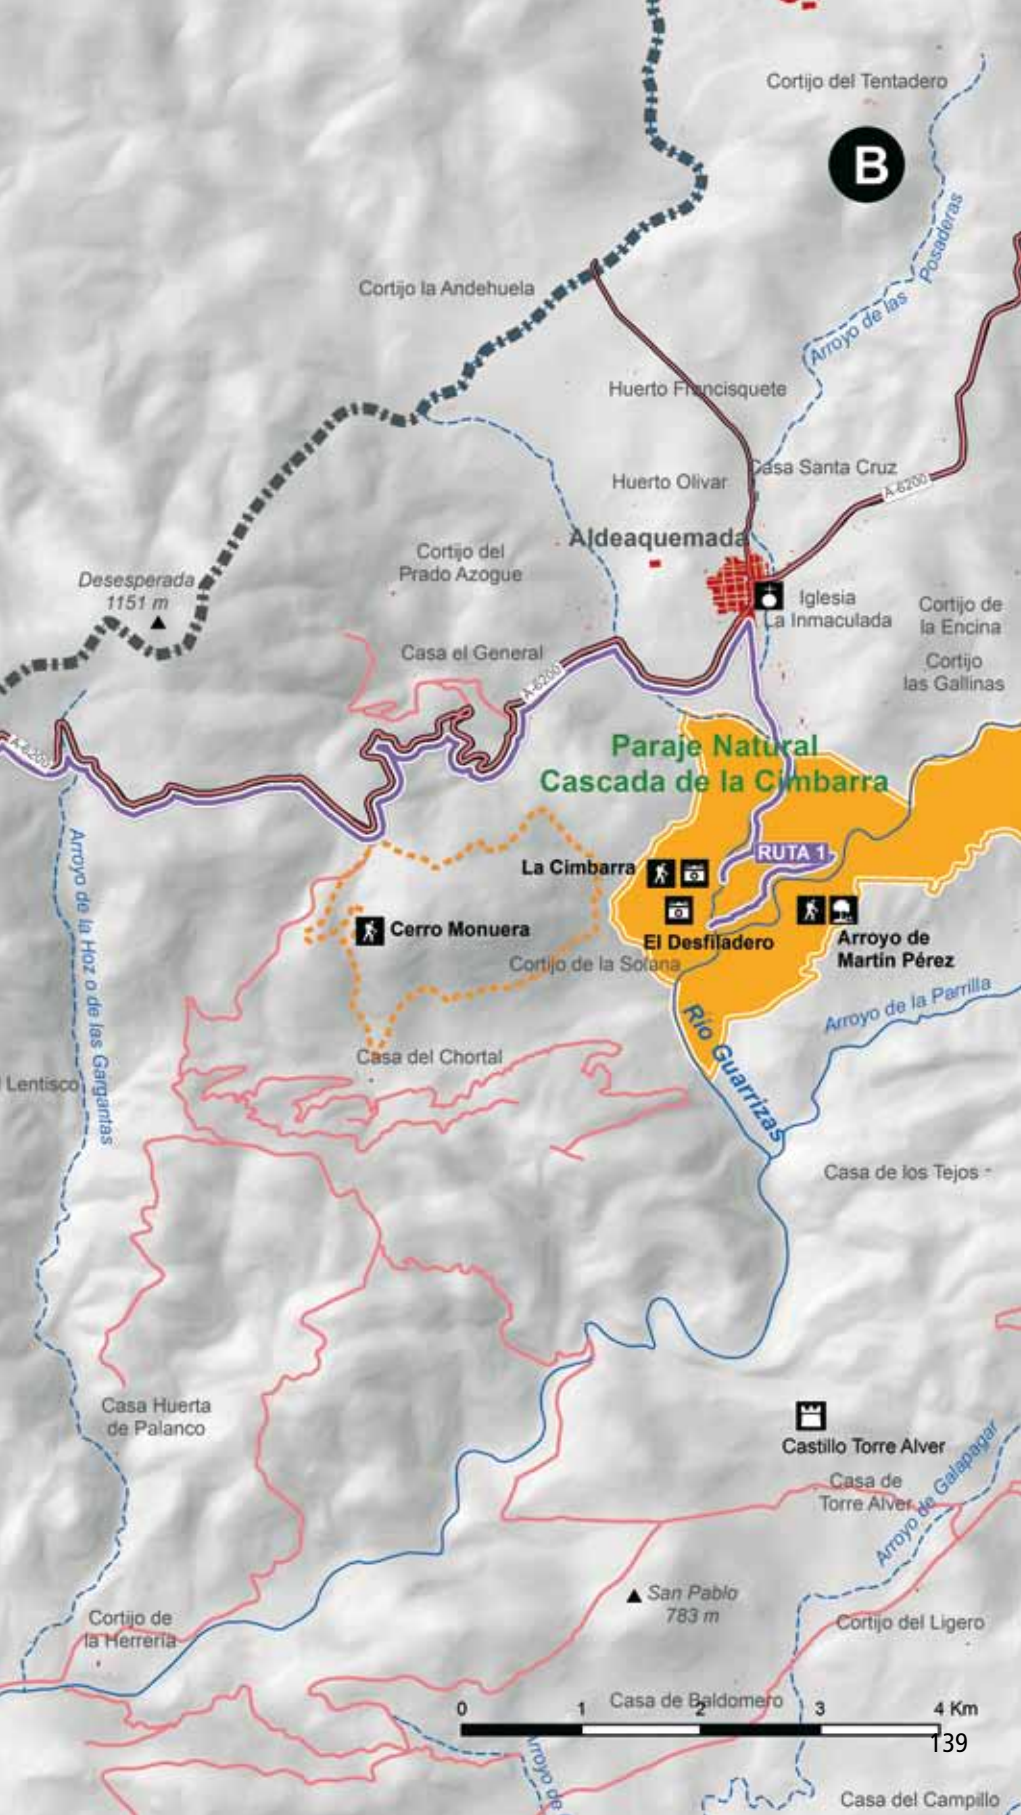 Cortijo del Tentadero
B
Arroyo de las Posaderas
Cortijo la Andehuela
Huerto Francisquete
Casa Santa Cruz
Huerto Olivar
A-6200
Aldeaquemada
Cortijo del
Prado Azogue
Desesperada
1151 m
Iglesia
La Inmaculada
Cortijo de
la Encina
Casa el General
Cortijo
las Gallinas
A-6200
A-6200
Paraje Natural
Cascada de la Cimbarra
RUTA 1
La Cimbarra
Cerro Monuera
El Desfiladero
Arroyo de
Martín Pérez
Cortijo de la Solana
Arroyo de la Hoz o de las Gargantas
Arroyo de la Parrilla
Río Guarrizas
Casa del Chortal
Lentisco
Casa de los Tejos
Casa Huerta
de Palanco
Castillo Torre Alver
Casa de
Torre Alver
Arroyo de Galapagar
San Pablo
783 m
Cortijo de
la Herrería
Cortijo del Ligero
Casa de Baldomero
0 1 2 3 4 Km
139
Arroyo de
Casa del Campillo